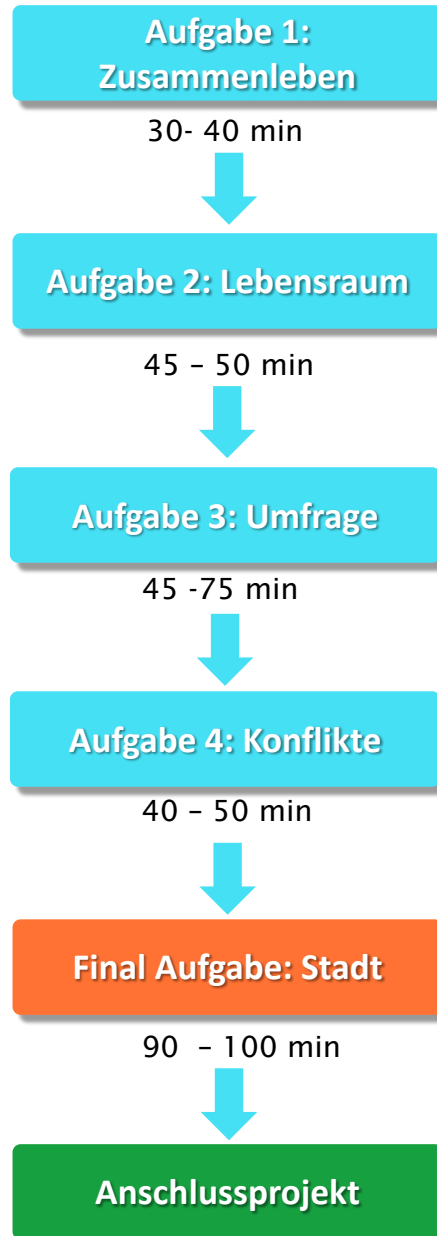 Aufgabe 1:
Zusammenleben
30- 40 min
Aufgabe 2: Lebensraum
45 – 50 min
Aufgabe 3: Umfrage
45 -75 min
Aufgabe 4: Konflikte
40 – 50 min
Final Aufgabe: Stadt
90 – 100 min
Anschlussprojekt